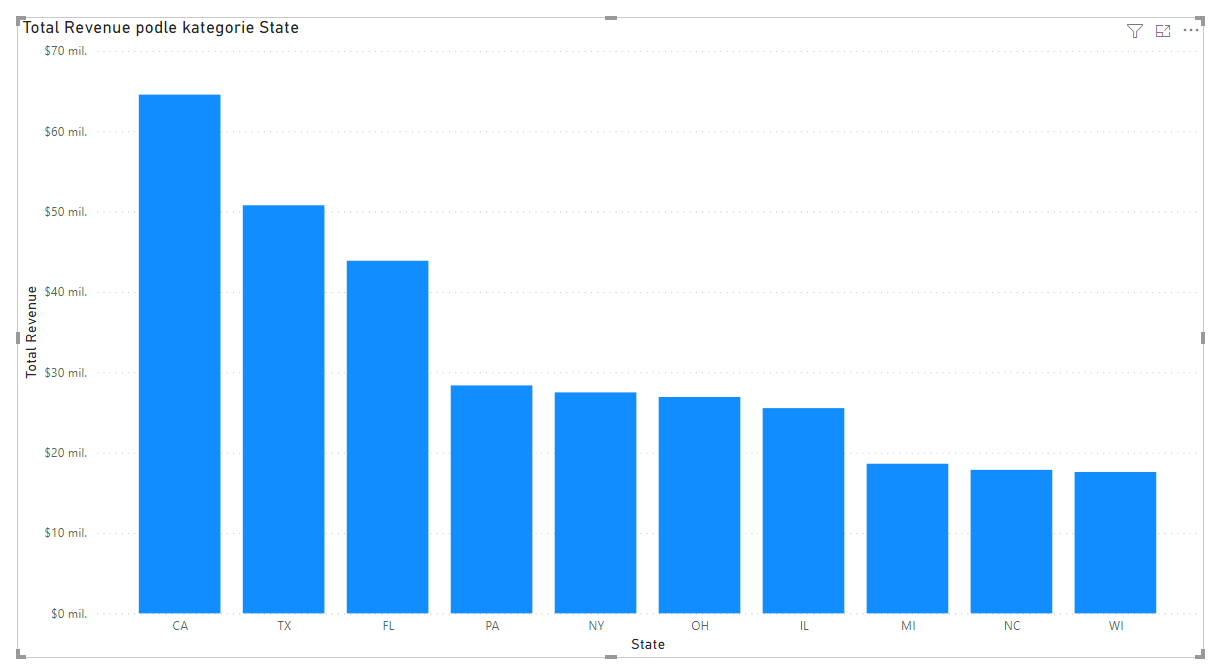 Total Revenue podle kategorie State
$70 mil.
$60 mil.
$50 mil.
$40 mil.
$30 mil.
$20 mil.
$10 mil.
$0 mil.
Total Revenue
CA TX FL PA NY OH IL MI NC WI
State